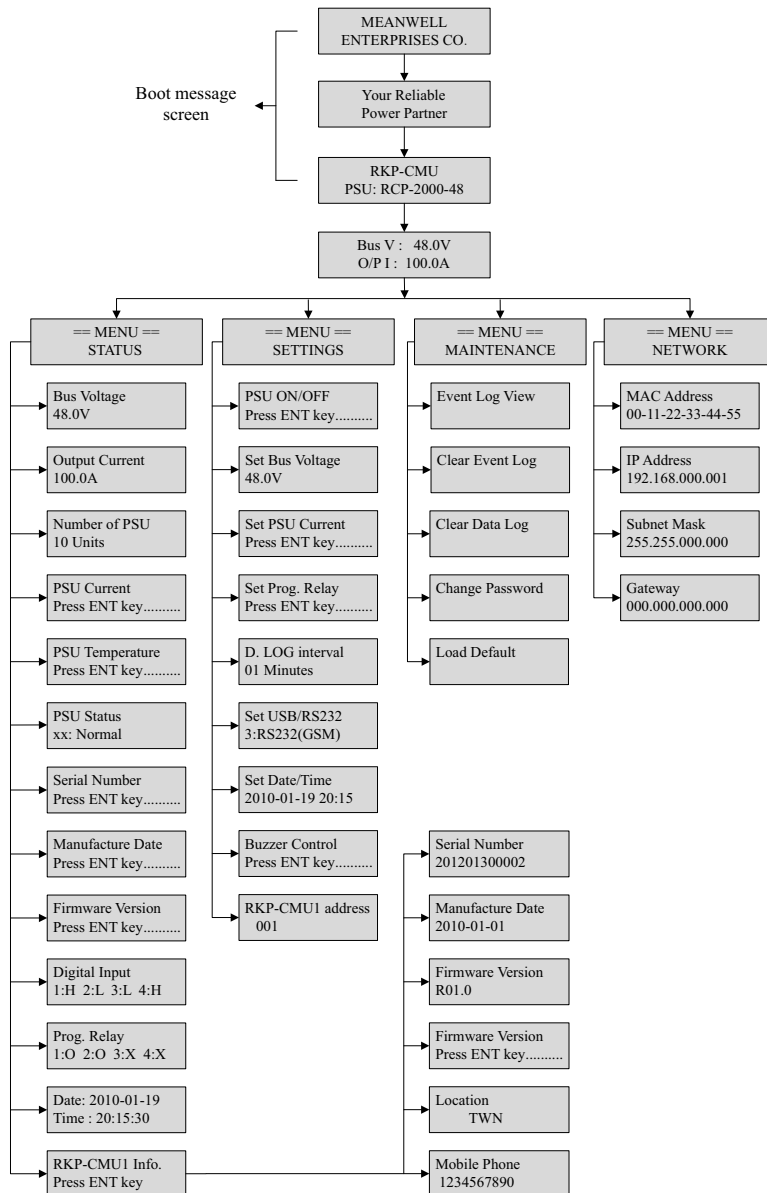 MEANWELL
ENTERPRISES CO.
Boot message
screen
Your Reliable
Power Partner
RKP-CMU
PSU: RCP-2000-48
Bus V : 48.0V
O/P I : 100.0A
== MENU ==
STATUS
Bus Voltage
48.0V
Output Current
100.0A
Number of PSU
10 Units
PSU Current
Press ENT key..........
PSU Temperature
Press ENT key..........
PSU Status
xx: Normal
Serial Number
Press ENT key..........
Manufacture Date
Press ENT key..........
Firmware Version
Press ENT key..........
Digital Input
1:H 2:L 3:L 4:H
Prog. Relay
1:O 2:O 3:X 4:X
Date: 2010-01-19
Time : 20:15:30
RKP-CMU1 Info.
Press ENT key
== MENU ==
SETTINGS
PSU ON/OFF
Press ENT key..........
Set Bus Voltage
48.0V
Set PSU Current
Press ENT key..........
Set Prog. Relay
Press ENT key..........
D. LOG interval
01 Minutes
Set USB/RS232
3:RS232(GSM)
Set Date/Time
2010-01-19 20:15
Buzzer Control
Press ENT key..........
RKP-CMU1 address
001
== MENU ==
MAINTENANCE
Event Log View
Clear Event Log
Clear Data Log
Change Password
Load Default
Serial Number
201201300002
Manufacture Date
2010-01-01
Firmware Version
R01.0
Firmware Version
Press ENT key..........
Location
TWN
Mobile Phone
1234567890
== MENU ==
NETWORK
MAC Address
00-11-22-33-44-55
IP Address
192.168.000.001
Subnet Mask
255.255.000.000
Gateway
000.000.000.000